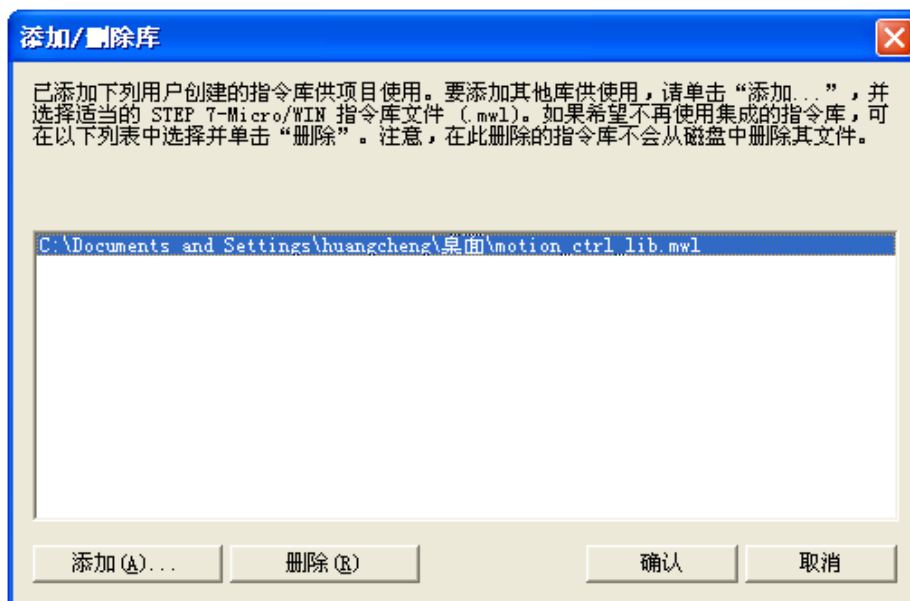 添加/删除库
已添加下列用户创建的指令库供项目使用。要添加其他库供使用,请单击“添加...”,并
选择适当的 STEP 7-Micro/WIN 指令库文件 (.mwl)。如果希望不再使用集成的指令库,可
在以下列表中选择并单击“删除”。注意,在此删除的指令库不会从磁盘中删除其文件。
C:\Documents and Settings\huangcheng\桌面\motion_ctrl_lib.mwl
添加(A)... 删除(R) 确认 取消